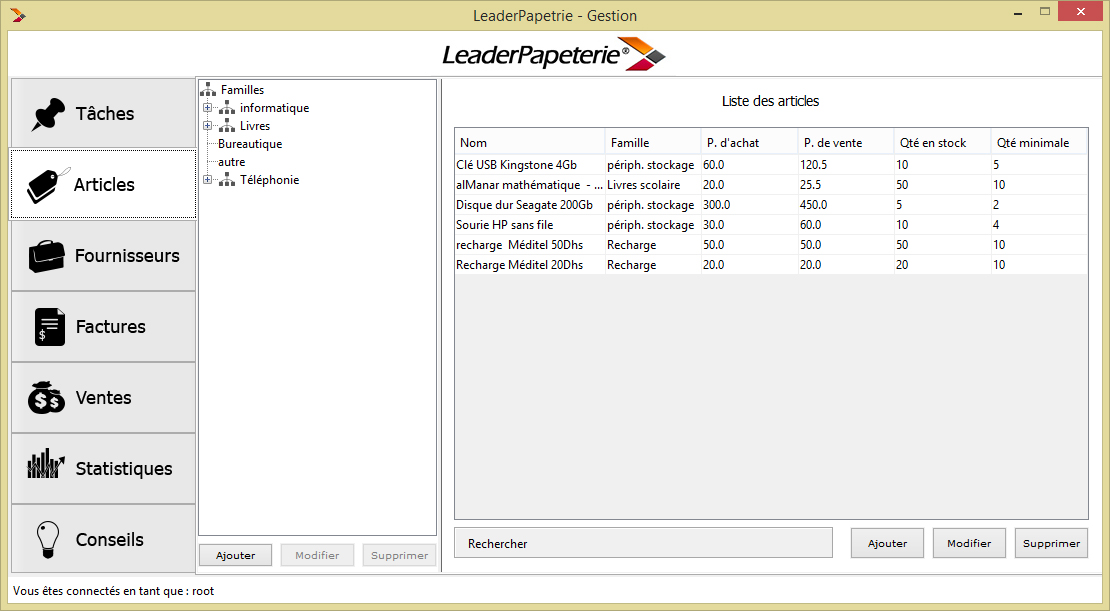 LeaderPapetrie - Gestion
LeaderPapeterie®
Tâches
Articles
Fournisseurs
Factures
Ventes
Statistiques
Conseils
Familles
informatique
Livres
Bureautique
autre
Téléphonie
Ajouter Modifier Supprimer
Liste des articles
Nom Famille P. d'achat P. de vente Qté en stock Qté minimale
Clé USB Kingstone 4Gb périph. stockage 60.0 120.5 10 5
alManar mathématique - ... Livres scolaire 20.0 25.5 50 10
Disque dur Seagate 200Gb périph. stockage 300.0 450.0 5 2
Sourie HP sans file périph. stockage 30.0 60.0 10 4
recharge Méditel 50Dhs Recharge 50.0 50.0 50 10
Recharge Méditel 20Dhs Recharge 20.0 20.0 20 10
Rechercher Ajouter Modifier Supprimer
Vous êtes connectés en tant que : root